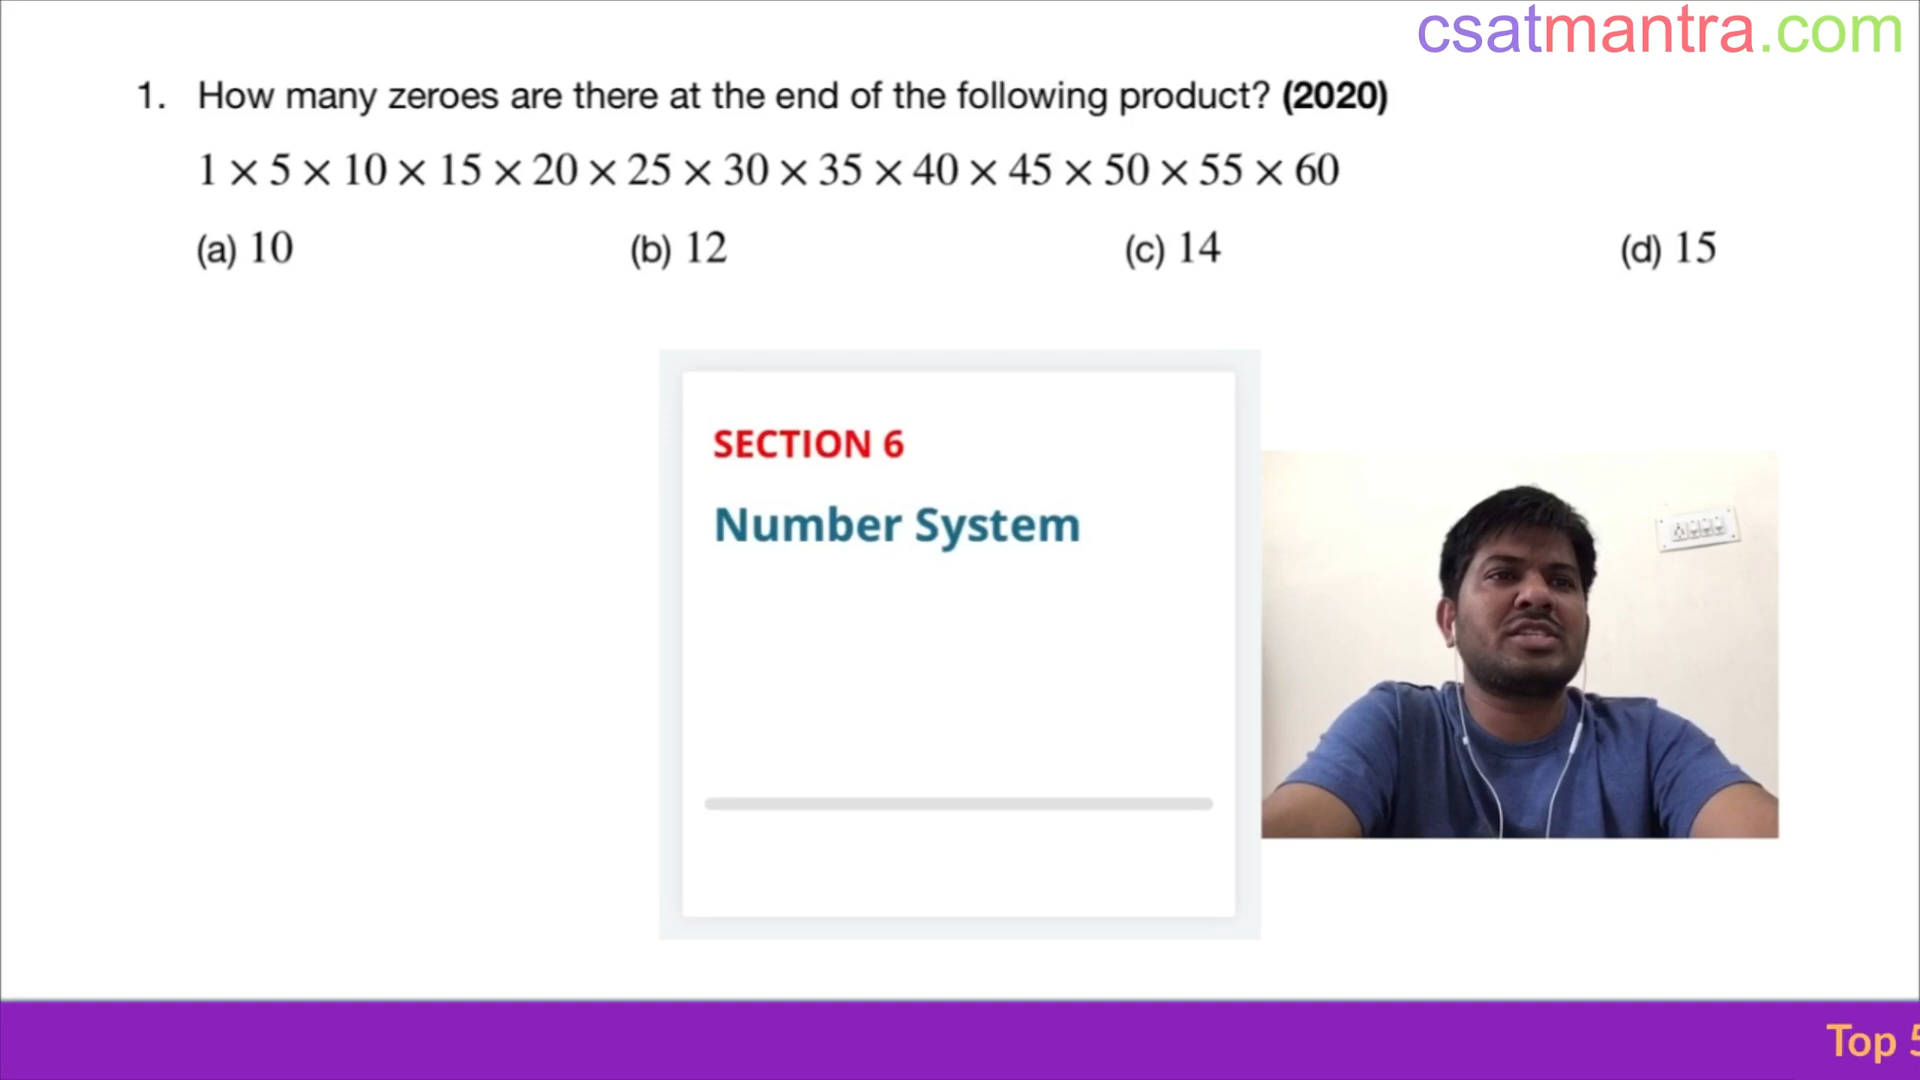 csatmantra.com
1. How many zeroes are there at the end of the following product? (2020)
1 × 5 × 10 × 15 × 20 × 25 × 30 × 35 × 40 × 45 × 50 × 55 × 60
(a) 10 (b) 12 (c) 14 (d) 15
SECTION 6
Number System
Top 5